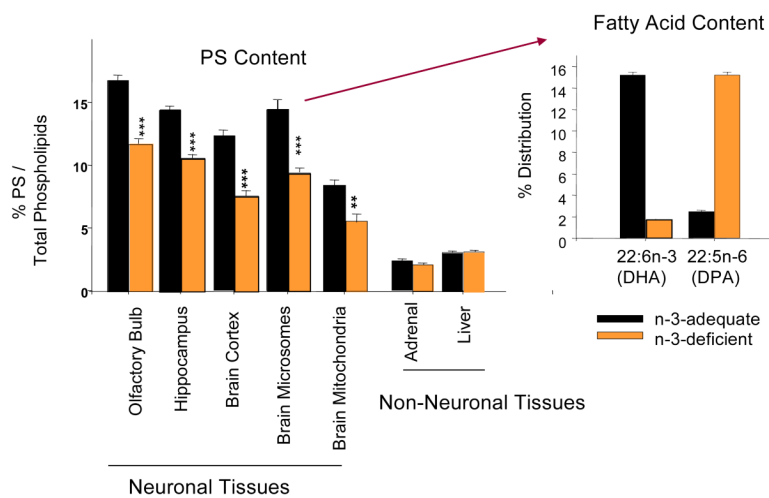 Fatty Acid Content
PS Content
% PS /
Total Phospholipids
15
10
5
0
***
***
***
***
**
Olfactory Bulb
Hippocampus
Brain Cortex
Brain Microsomes
Brain Mitochondria
Adrenal
Liver
Neuronal Tissues
Non-Neuronal Tissues
% Distribution
16
14
12
10
8
6
4
2
0
22:6n-3
(DHA)
22:5n-6
(DPA)
n-3-adequate
n-3-deficient